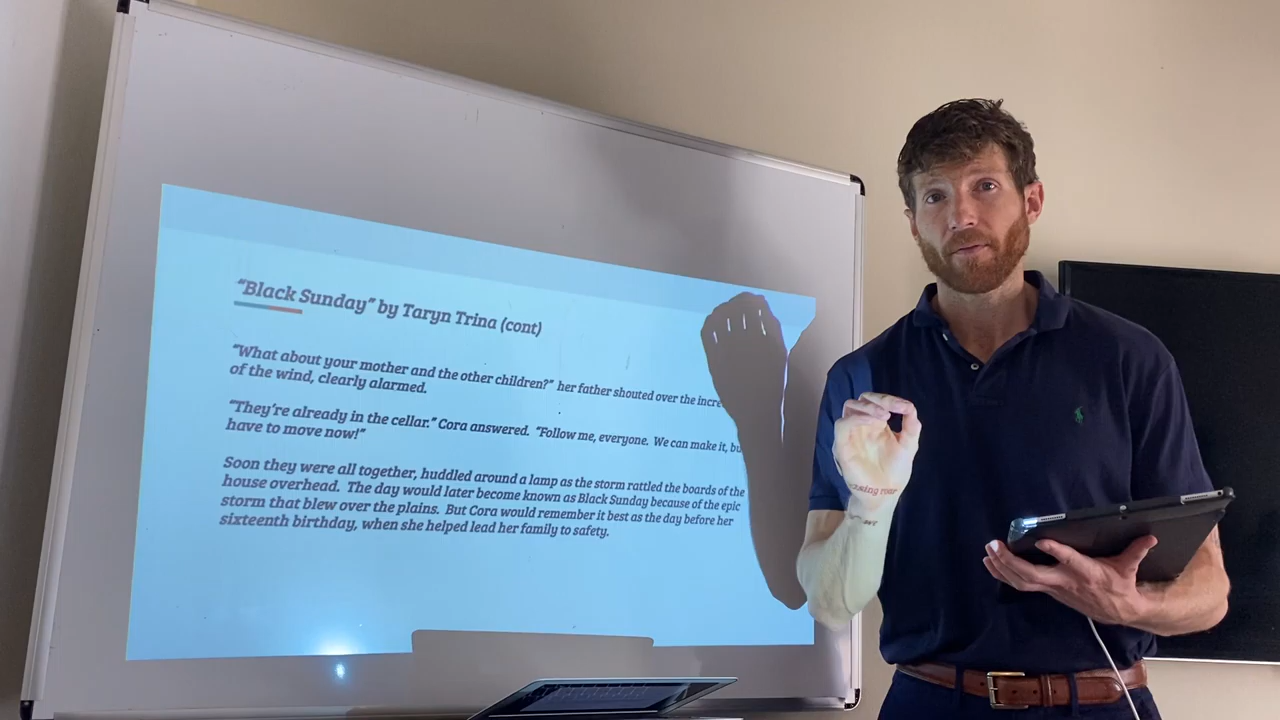 "Black Sunday" by Taryn Trina (cont)
"What about your mother and the other children?" her father shouted over the incre
of the wind, clearly alarmed.
"They're already in the cellar." Cora answered. "Follow me, everyone. We can make it, bu
have to move now!"
Soon they were all together, huddled around a lamp as the storm rattled the boards of the
house overhead. The day would later become known as Black Sunday because of the epic
storm that blew over the plains. But Cora would remember it best as the day before her
sixteenth birthday, when she helped lead her family to safety.
asing roar